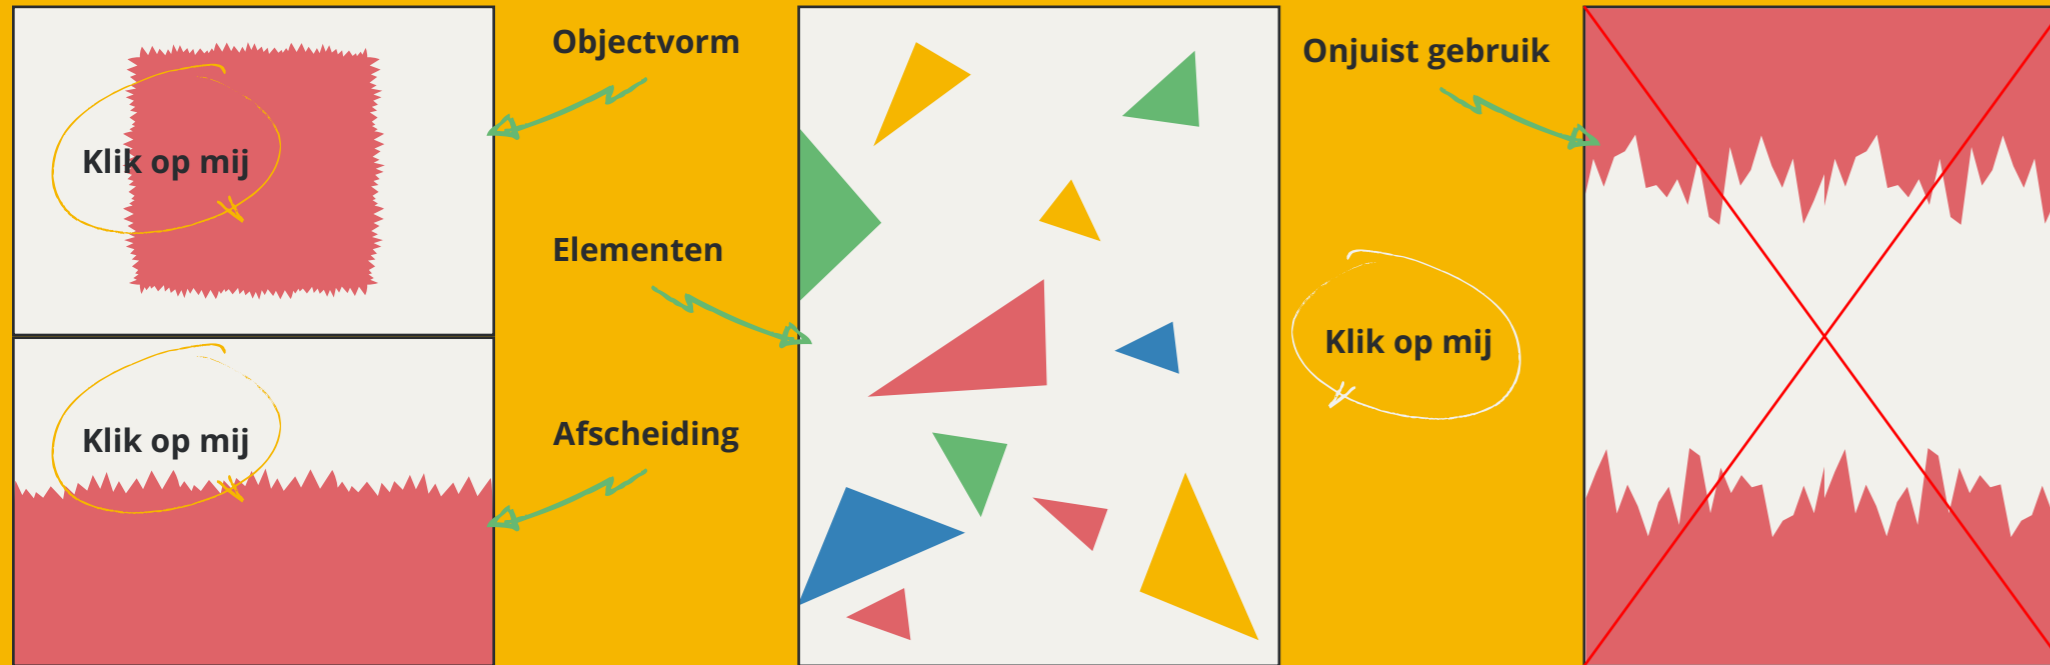 Objectvorm
Klik op mij
Elementen
Klik op mij
Afscheiding
Onjuist gebruik
Klik op mij